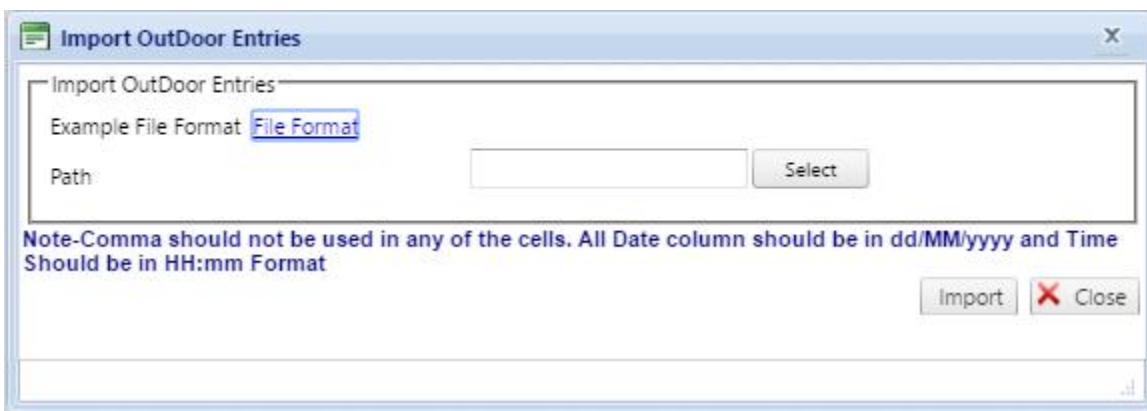 Import OutDoor Entries
Import OutDoor Entries
Example File Format File Format
Path Select
Note-Comma should not be used in any of the cells. All Date column should be in dd/MM/yyyy and Time
Should be in HH:mm Format
Import Close